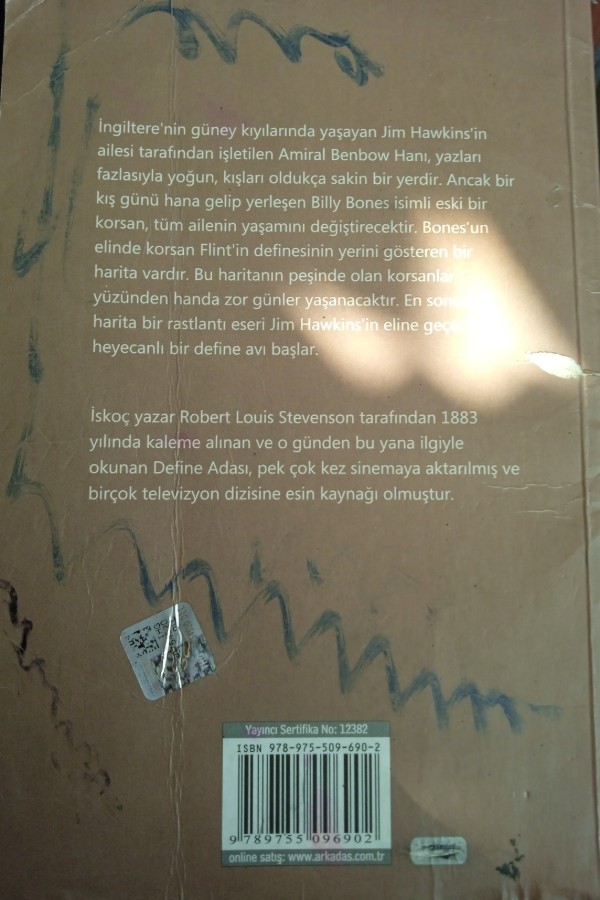 İngiltere'nin güney kıyılarında yaşayan Jim Hawkins'in
ailesi tarafından işletilen Amiral Benbow Hanı, yazları
fazlasıyla yoğun, kışları oldukça sakin bir yerdir. Ancak bir
kış günü hana gelip yerleşen Billy Bones isimli eski bir
korsan, tüm ailenin yaşamını değiştirecektir. Bones'un
elinde korsan Flint'in definesinin yerini gösteren bir
harita vardır. Bu haritanın peşinde olan korsanlar
yüzünden handa zor günler yaşanacaktır. En
harita bir rastlantı eseri Jim Hawkins'in eline
heyecanlı bir define avı başlar.
İskoç yazar Robert Louis Stevenson tarafından 1883
yılında kaleme alınan ve o günden bu yana ilgiyle
okunan Define Adası, pek çok kez sinemaya aktarılmış ve
birçok televizyon dizisine esin kaynağı olmuştur.
Yayıncı Sertifika No: 12382
ISBN 978-975-509-690-2
9 789755 096902
online satış: www.arkadas.com.tr